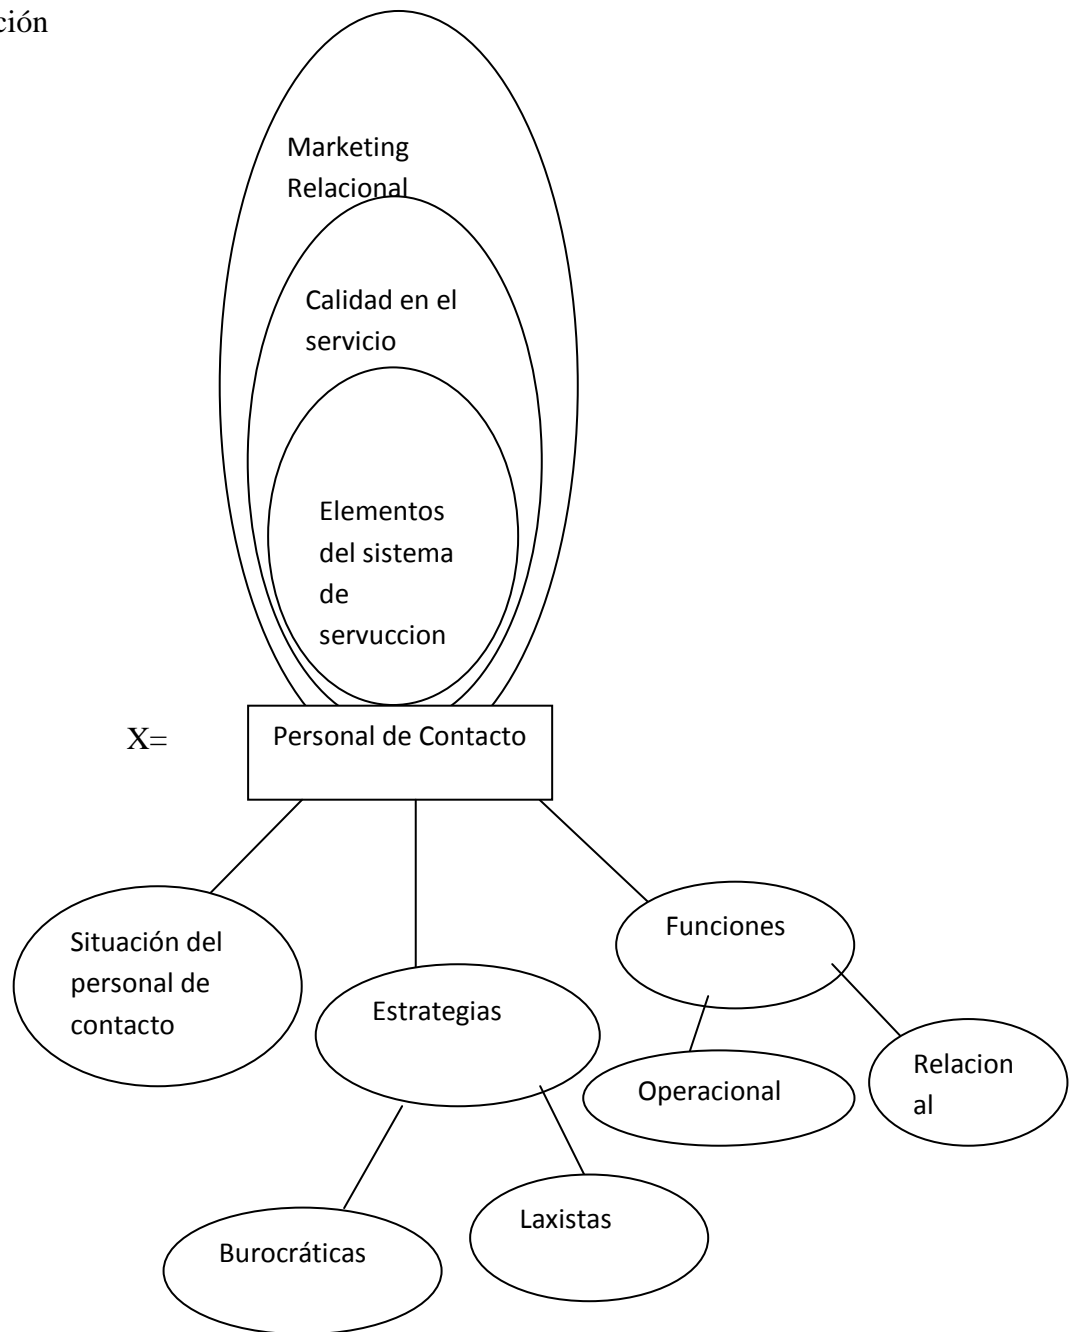 ción
Marketing
Relacional
Calidad en el
servicio
Elementos
del sistema
de
servuccion
X=
Personal de Contacto
Situación del
personal de
contacto
Estrategias
Funciones
Operacional
Relacion
al
Burocráticas
Laxistas